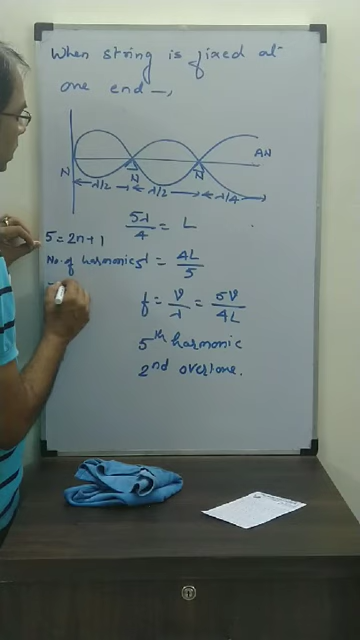 When string is fixed at
one end →
N N N AN
λ/2 λ/2 λ/4
5λ/4 = L
5 = 2n+1
No. of harmonics
λ = 4L/5
f = v/λ = 5v/4L
5th harmonic
2nd overtone.